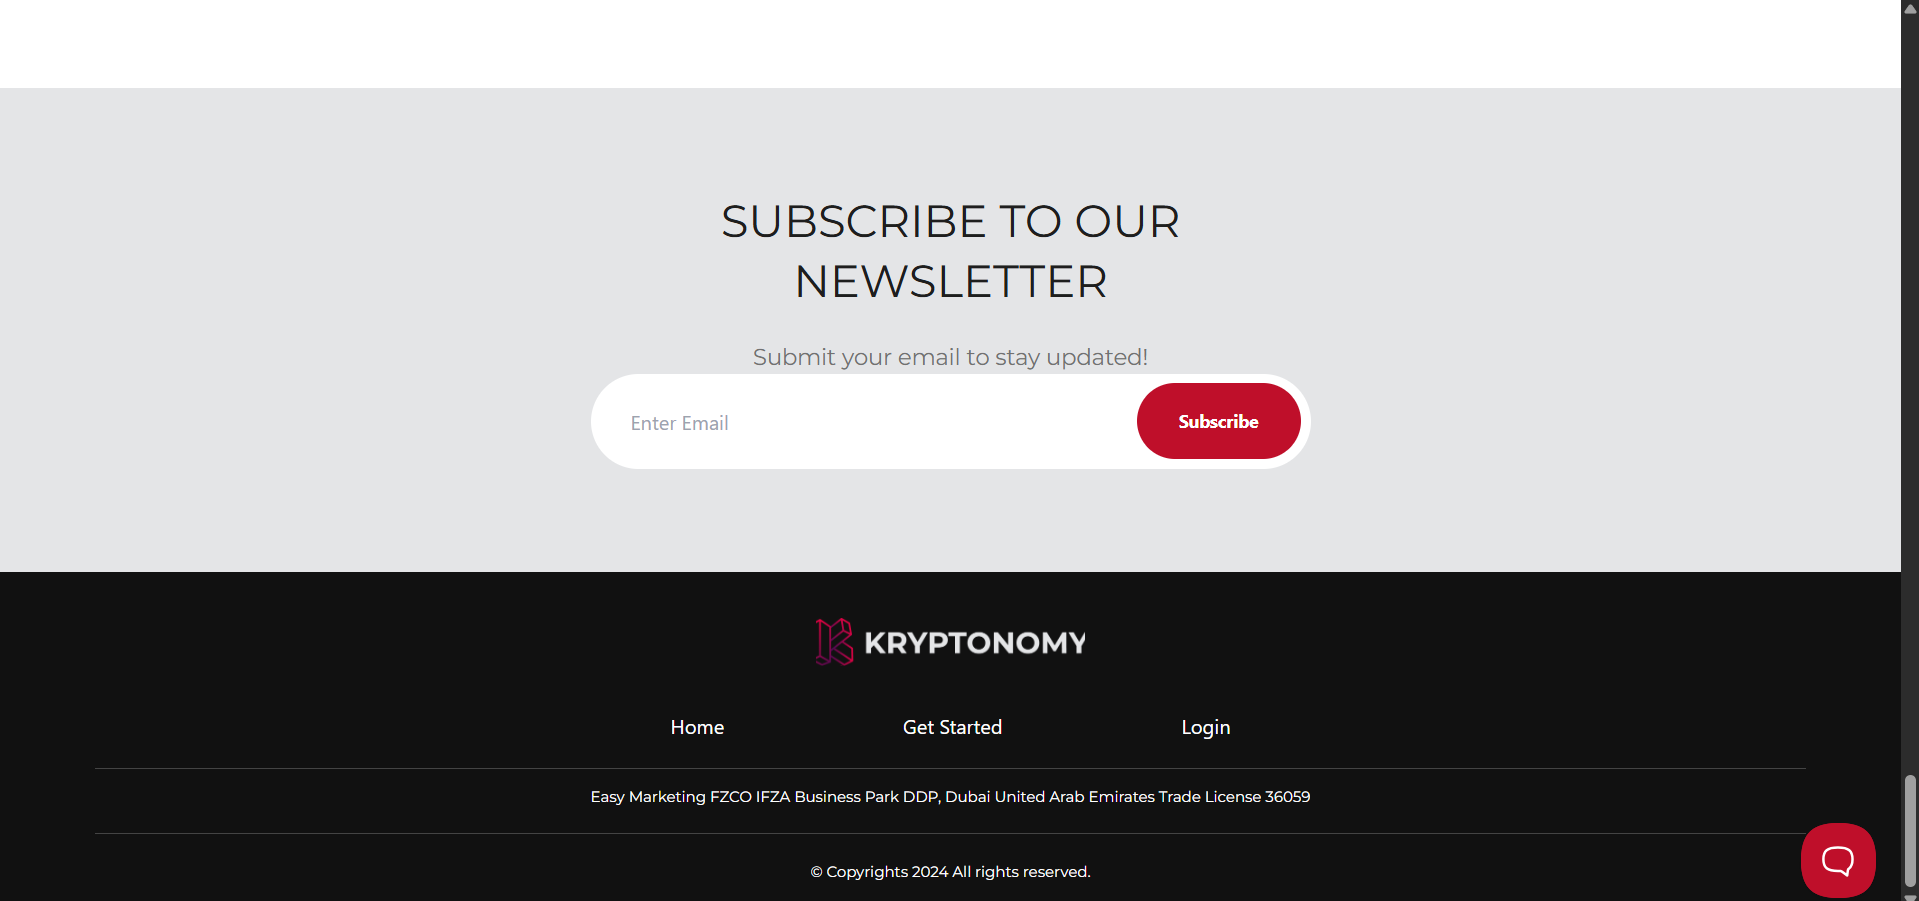 SUBSCRIBE TO OUR
NEWSLETTER
Submit your email to stay updated!
Enter Email
Subscribe
KRYPTONOMY
Home
Get Started
Login
Easy Marketing FZCO IFZA Business Park DDP, Dubai United Arab Emirates Trade License 36059
© Copyrights 2024 All rights reserved.